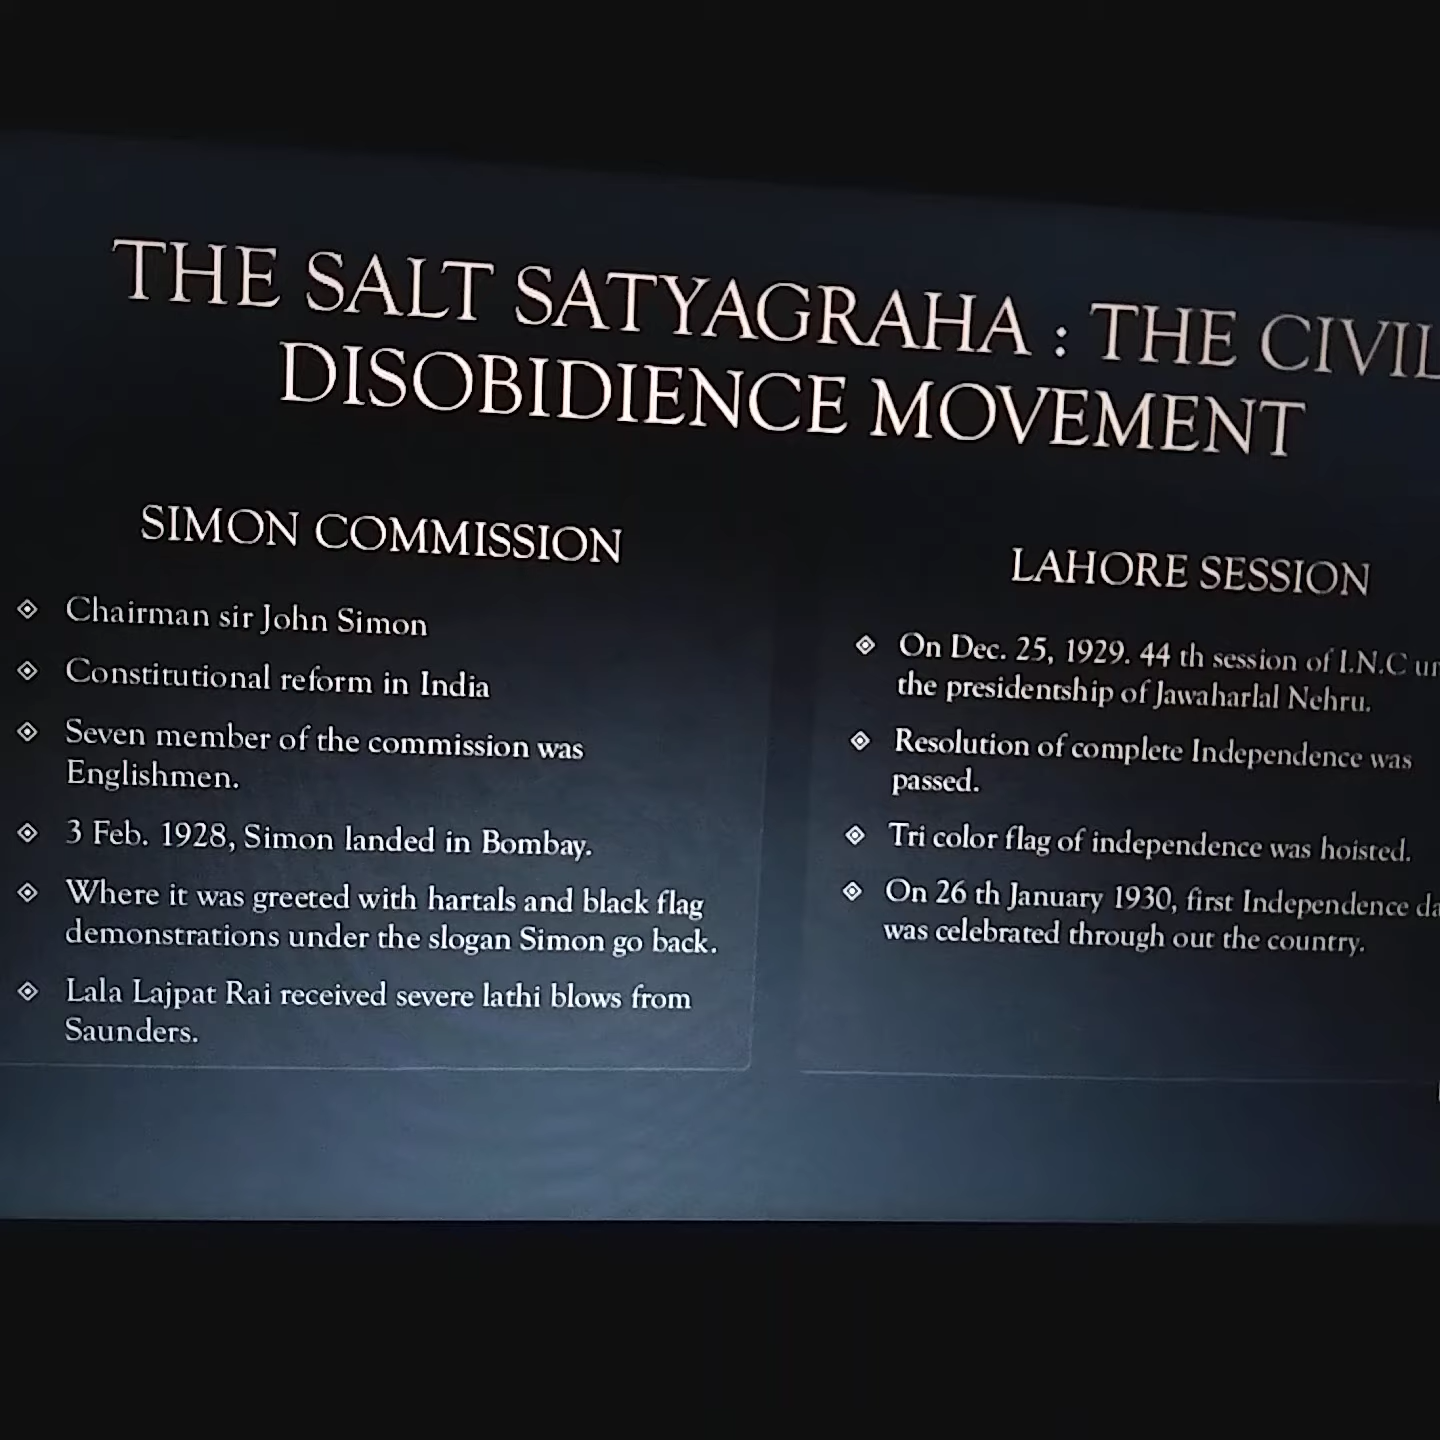 THE SALT SATYAGRAHA : THE CIVIL
DISOBIDIENCE MOVEMENT
SIMON COMMISSION
Chairman sir John Simon
Constitutional reform in India
Seven member of the commission was
Englishmen.
3 Feb. 1928, Simon landed in Bombay.
Where it was greeted with hartals and black flag
demonstrations under the slogan Simon go back.
Lala Lajpat Rai received severe lathi blows from
Saunders.
LAHORE SESSION
On Dec. 25, 1929. 44 th session of I.N.C
the presidentship of Jawaharlal Nehru.
Resolution of complete Independence was
passed.
Tri color flag of independence was hoisted.
On 26 th January 1930, first Independence
was celebrated through out the country.